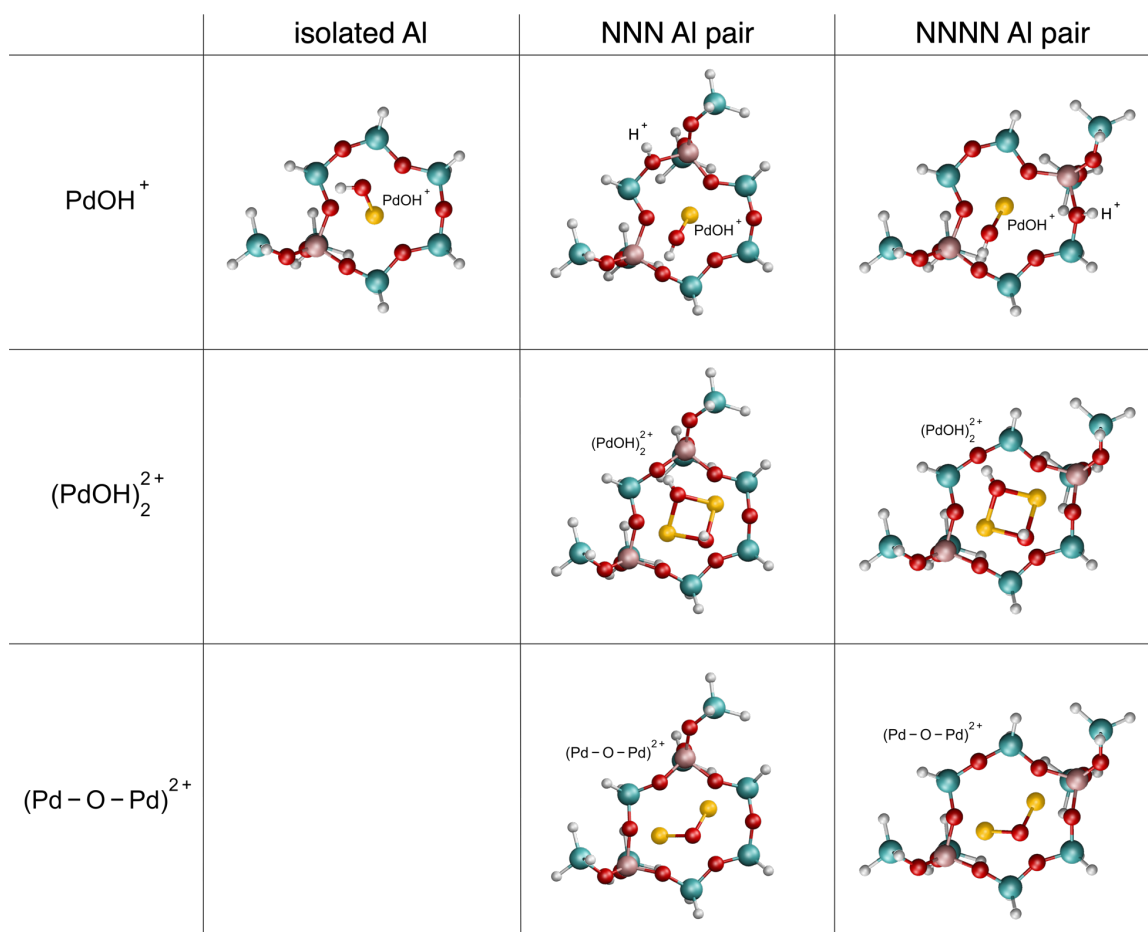 isolated Al
NNN Al pair
NNNN Al pair
PdOH⁺
PdOH⁺
H⁺
PdOH⁺
PdOH⁺
H⁺
(PdOH)₂²⁺
(PdOH)₂²⁺
(PdOH)₂²⁺
(Pd–O–Pd)²⁺
(Pd–O–Pd)²⁺
(Pd–O–Pd)²⁺